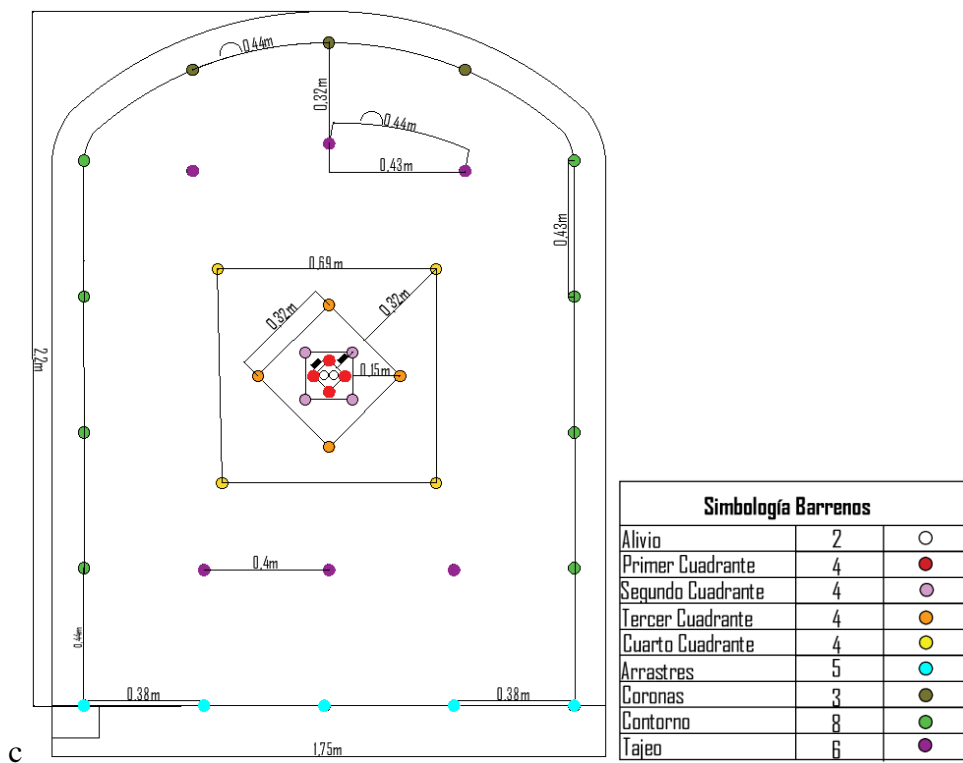 0,44m
0,32m
0,44m
0,43m
0,43m
0,69m
0,32m
0,32m
2,2m
0,15m
0,4m
0,44m
0,38m
0,38m
1,75m
c
Simbología Barrenos
Alivio 2
Primer Cuadrante 4
Segundo Cuadrante 4
Tercer Cuadrante 4
Cuarto Cuadrante 4
Arrastres 5
Coronas 3
Contorno 8
Tajeo 6